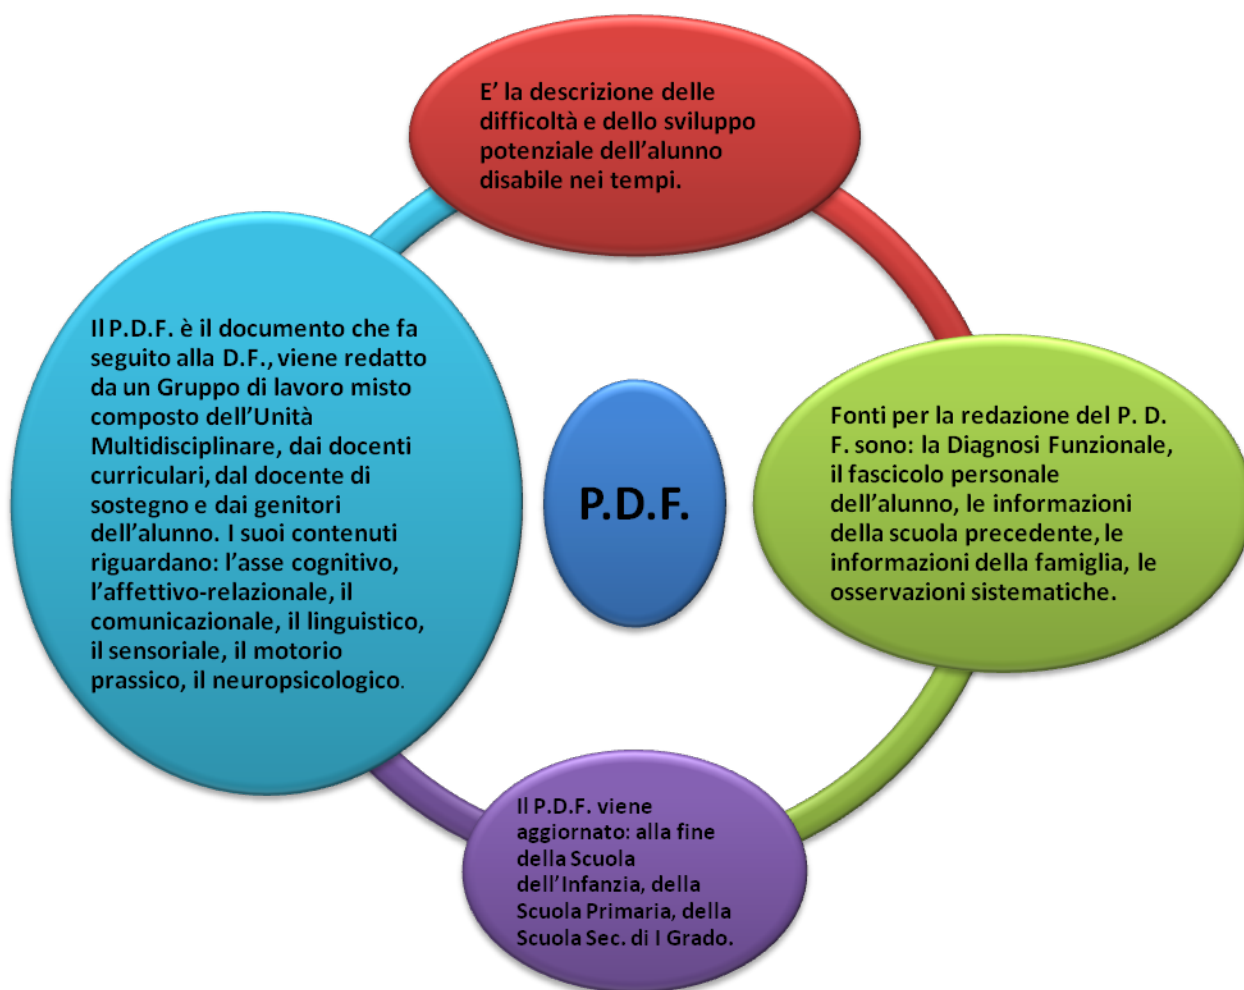 E’ la descrizione delle
difficoltà e dello sviluppo
potenziale dell’alunno
disabile nei tempi.
Il P.D.F. è il documento che fa
seguito alla D.F., viene redatto
da un Gruppo di lavoro misto
composto dell’Unità
Multidisciplinare, dai docenti
curriculari, dal docente di
sostegno e dai genitori
dell’alunno. I suoi contenuti
riguardano: l’asse cognitivo,
l’affettivo-relazionale, il
comunicazionale, il linguistico,
il sensoriale, il motorio
prassico, il neuropsicologico.
P.D.F.
Fonti per la redazione del P. D.
F. sono: la Diagnosi Funzionale,
il fascicolo personale
dell’alunno, le informazioni
della scuola precedente, le
informazioni della famiglia, le
osservazioni sistematiche.
Il P.D.F. viene
aggiornato: alla fine
della Scuola
dell’Infanzia, della
Scuola Primaria, della
Scuola Sec. di I Grado.